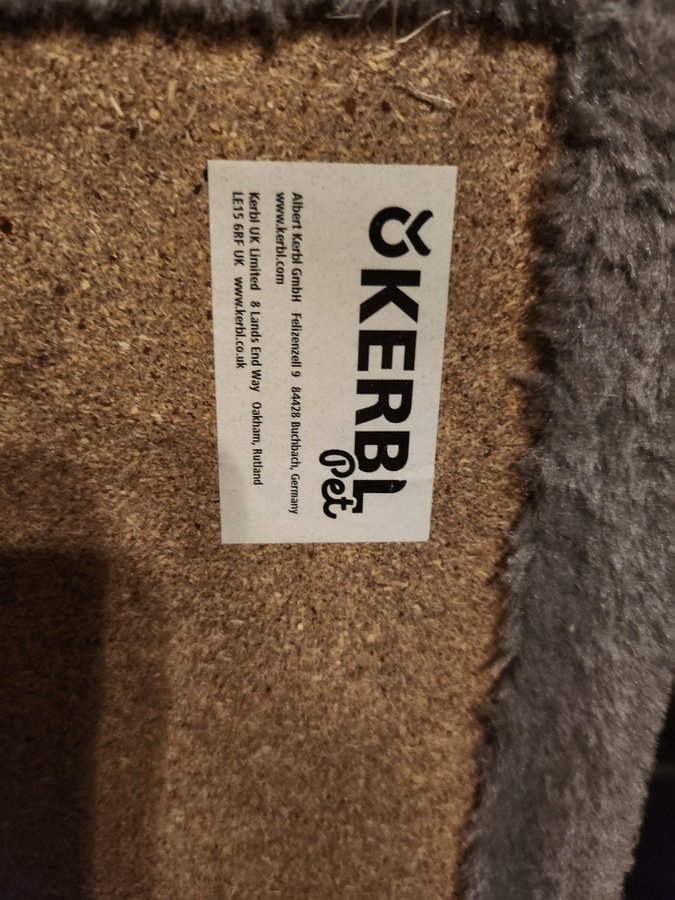 KERBL
Pet
Albert Kerbl GmbH Felizenzell 9 84428 Buchbach, Germany
www.kerbl.com
Kerbl UK Limited 8 Lands End Way Oakham, Rutland
LE15 6RF UK www.kerbl.co.uk